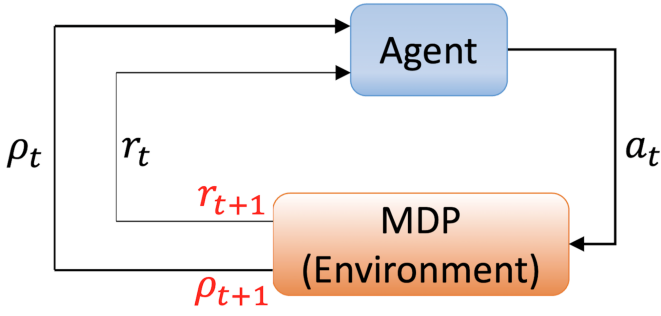 Agent
ρ_t
r_t
a_t
r_{t+1}
MDP
(Environment)
ρ_{t+1}